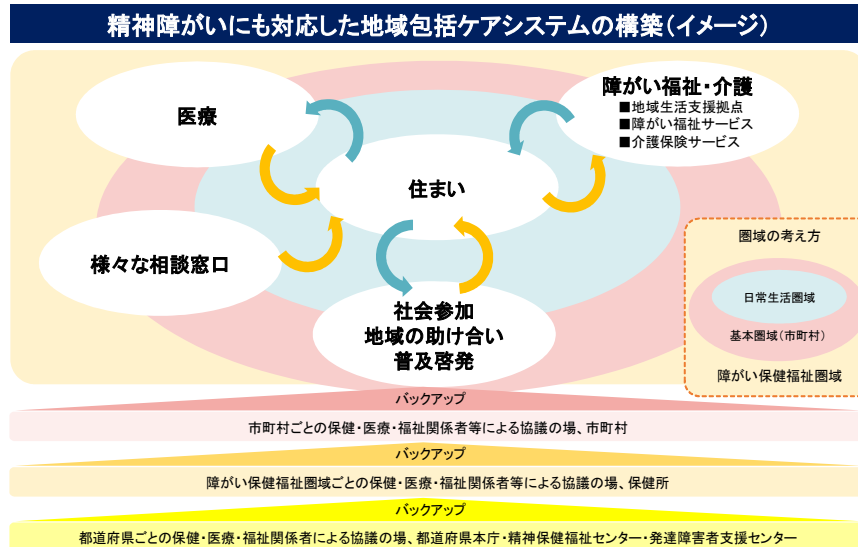 精神障がいにも対応した地域包括ケアシステムの構築（イメージ）
医療
障がい福祉・介護
■地域生活支援拠点
■障がい福祉サービス
■介護保険サービス
住まい
様々な相談窓口
社会参加
地域の助け合い
普及啓発
圏域の考え方
日常生活圏域
基本圏域（市町村）
障がい保健福祉圏域
バックアップ
市町村ごとの保健・医療・福祉関係者等による協議の場、市町村
バックアップ
障がい保健福祉圏域ごとの保健・医療・福祉関係者等による協議の場、保健所
バックアップ
都道府県ごとの保健・医療・福祉関係者による協議の場、都道府県本庁・精神保健福祉センター・発達障害者支援センター